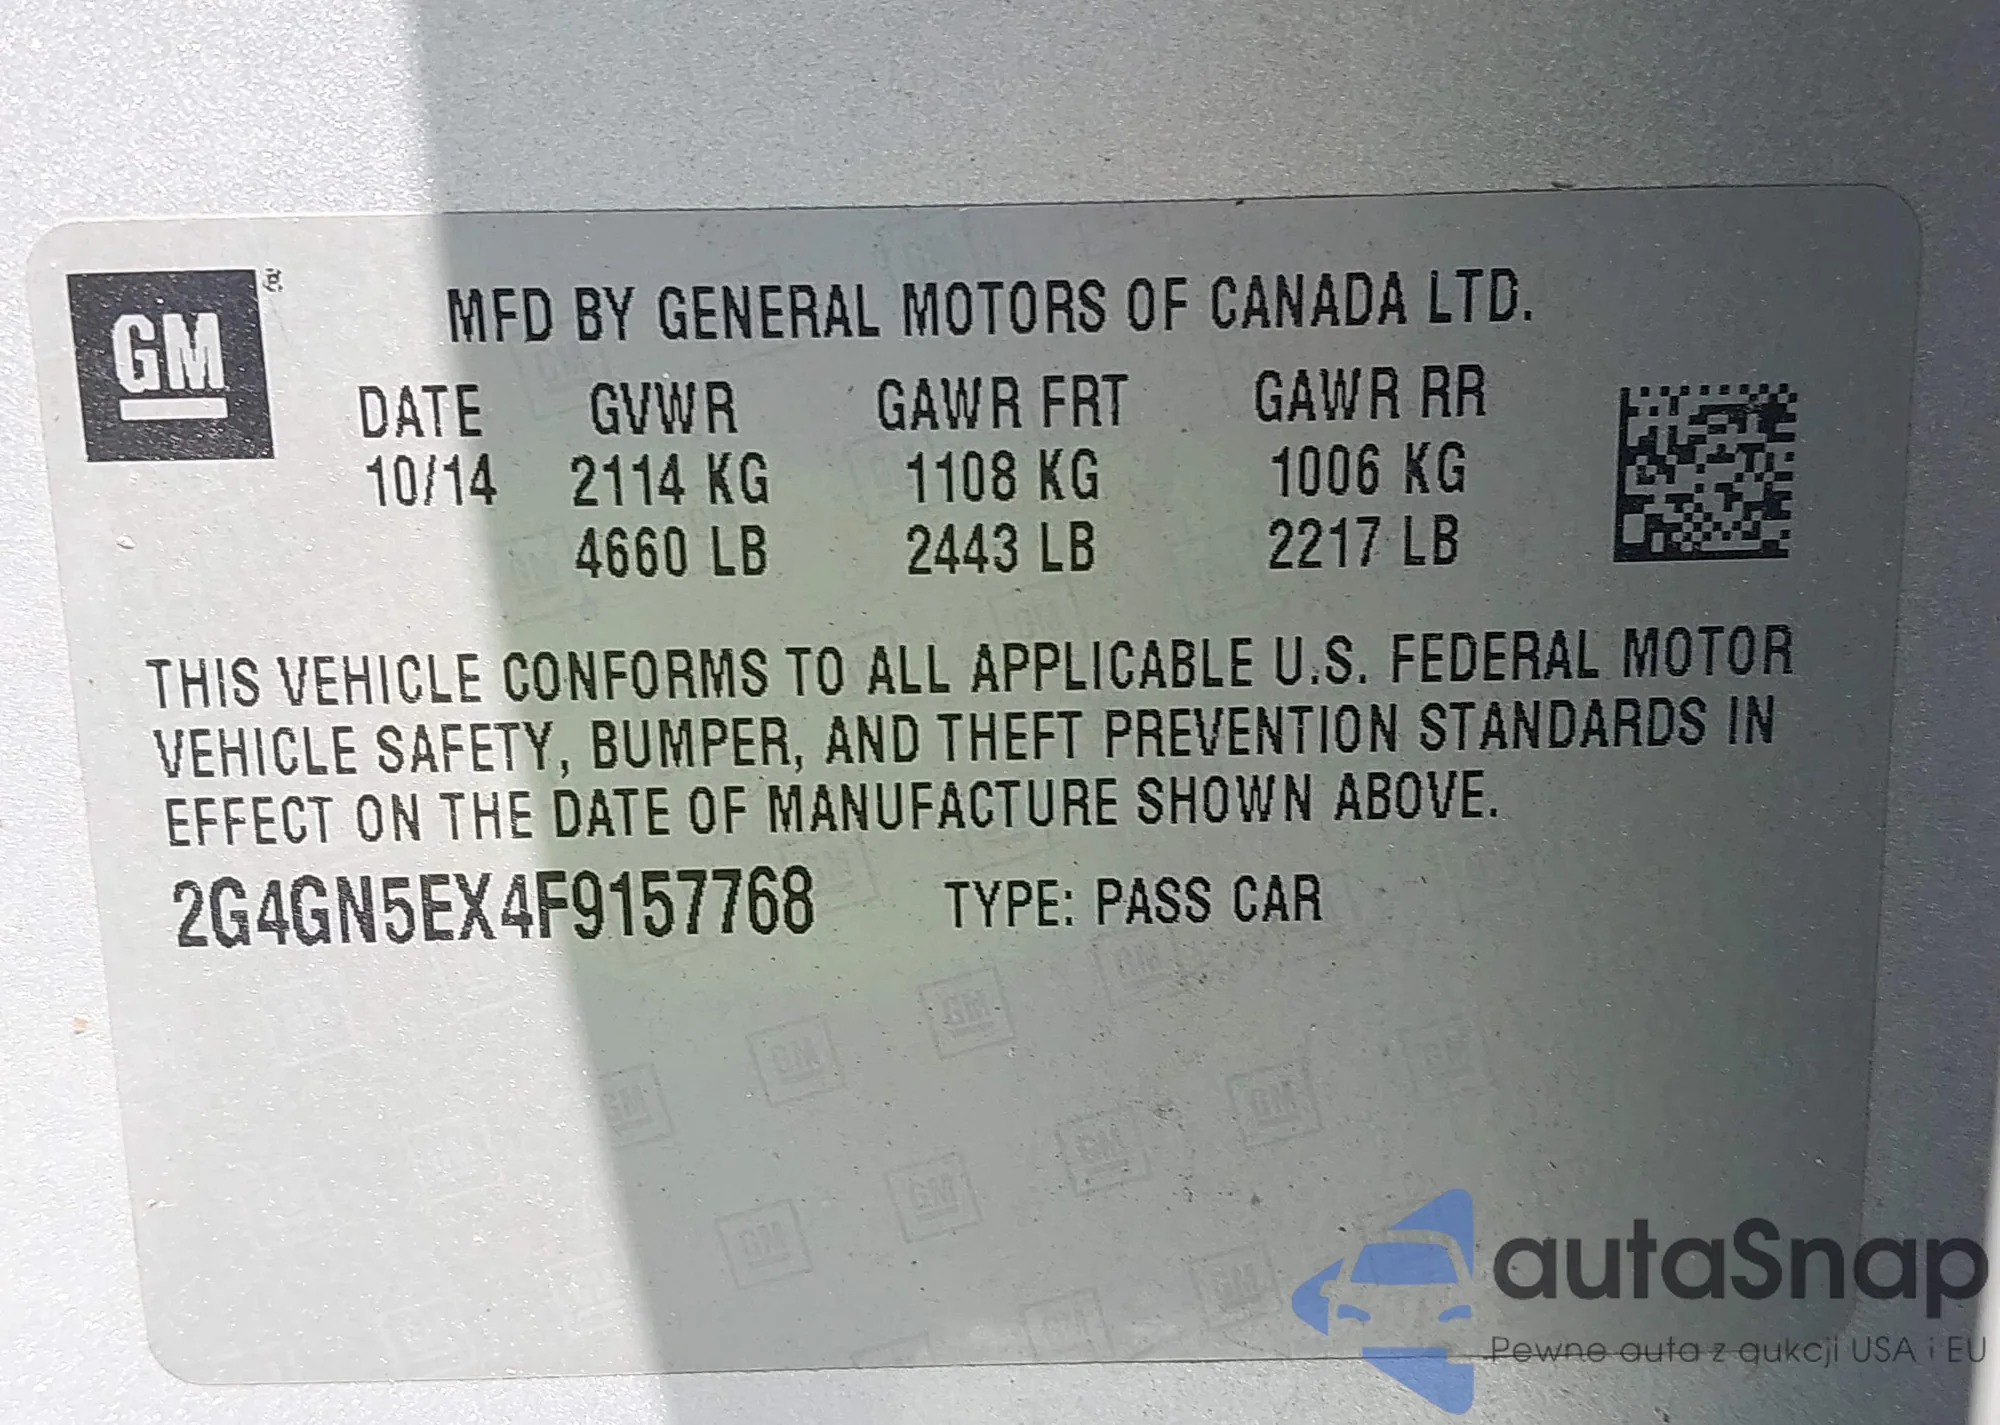 GM
MFD BY GENERAL MOTORS OF CANADA LTD.
DATE GVWR GAWR FRT GAWR RR
10/14 2114 KG 1108 KG 1006 KG
4660 LB 2443 LB 2217 LB
THIS VEHICLE CONFORMS TO ALL APPLICABLE U.S. FEDERAL MOTOR
VEHICLE SAFETY, BUMPER, AND THEFT PREVENTION STANDARDS IN
EFFECT ON THE DATE OF MANUFACTURE SHOWN ABOVE.
2G4GN5EX4F9157768 TYPE: PASS CAR
autaSnap
Pewne auta z aukcji USA i EU